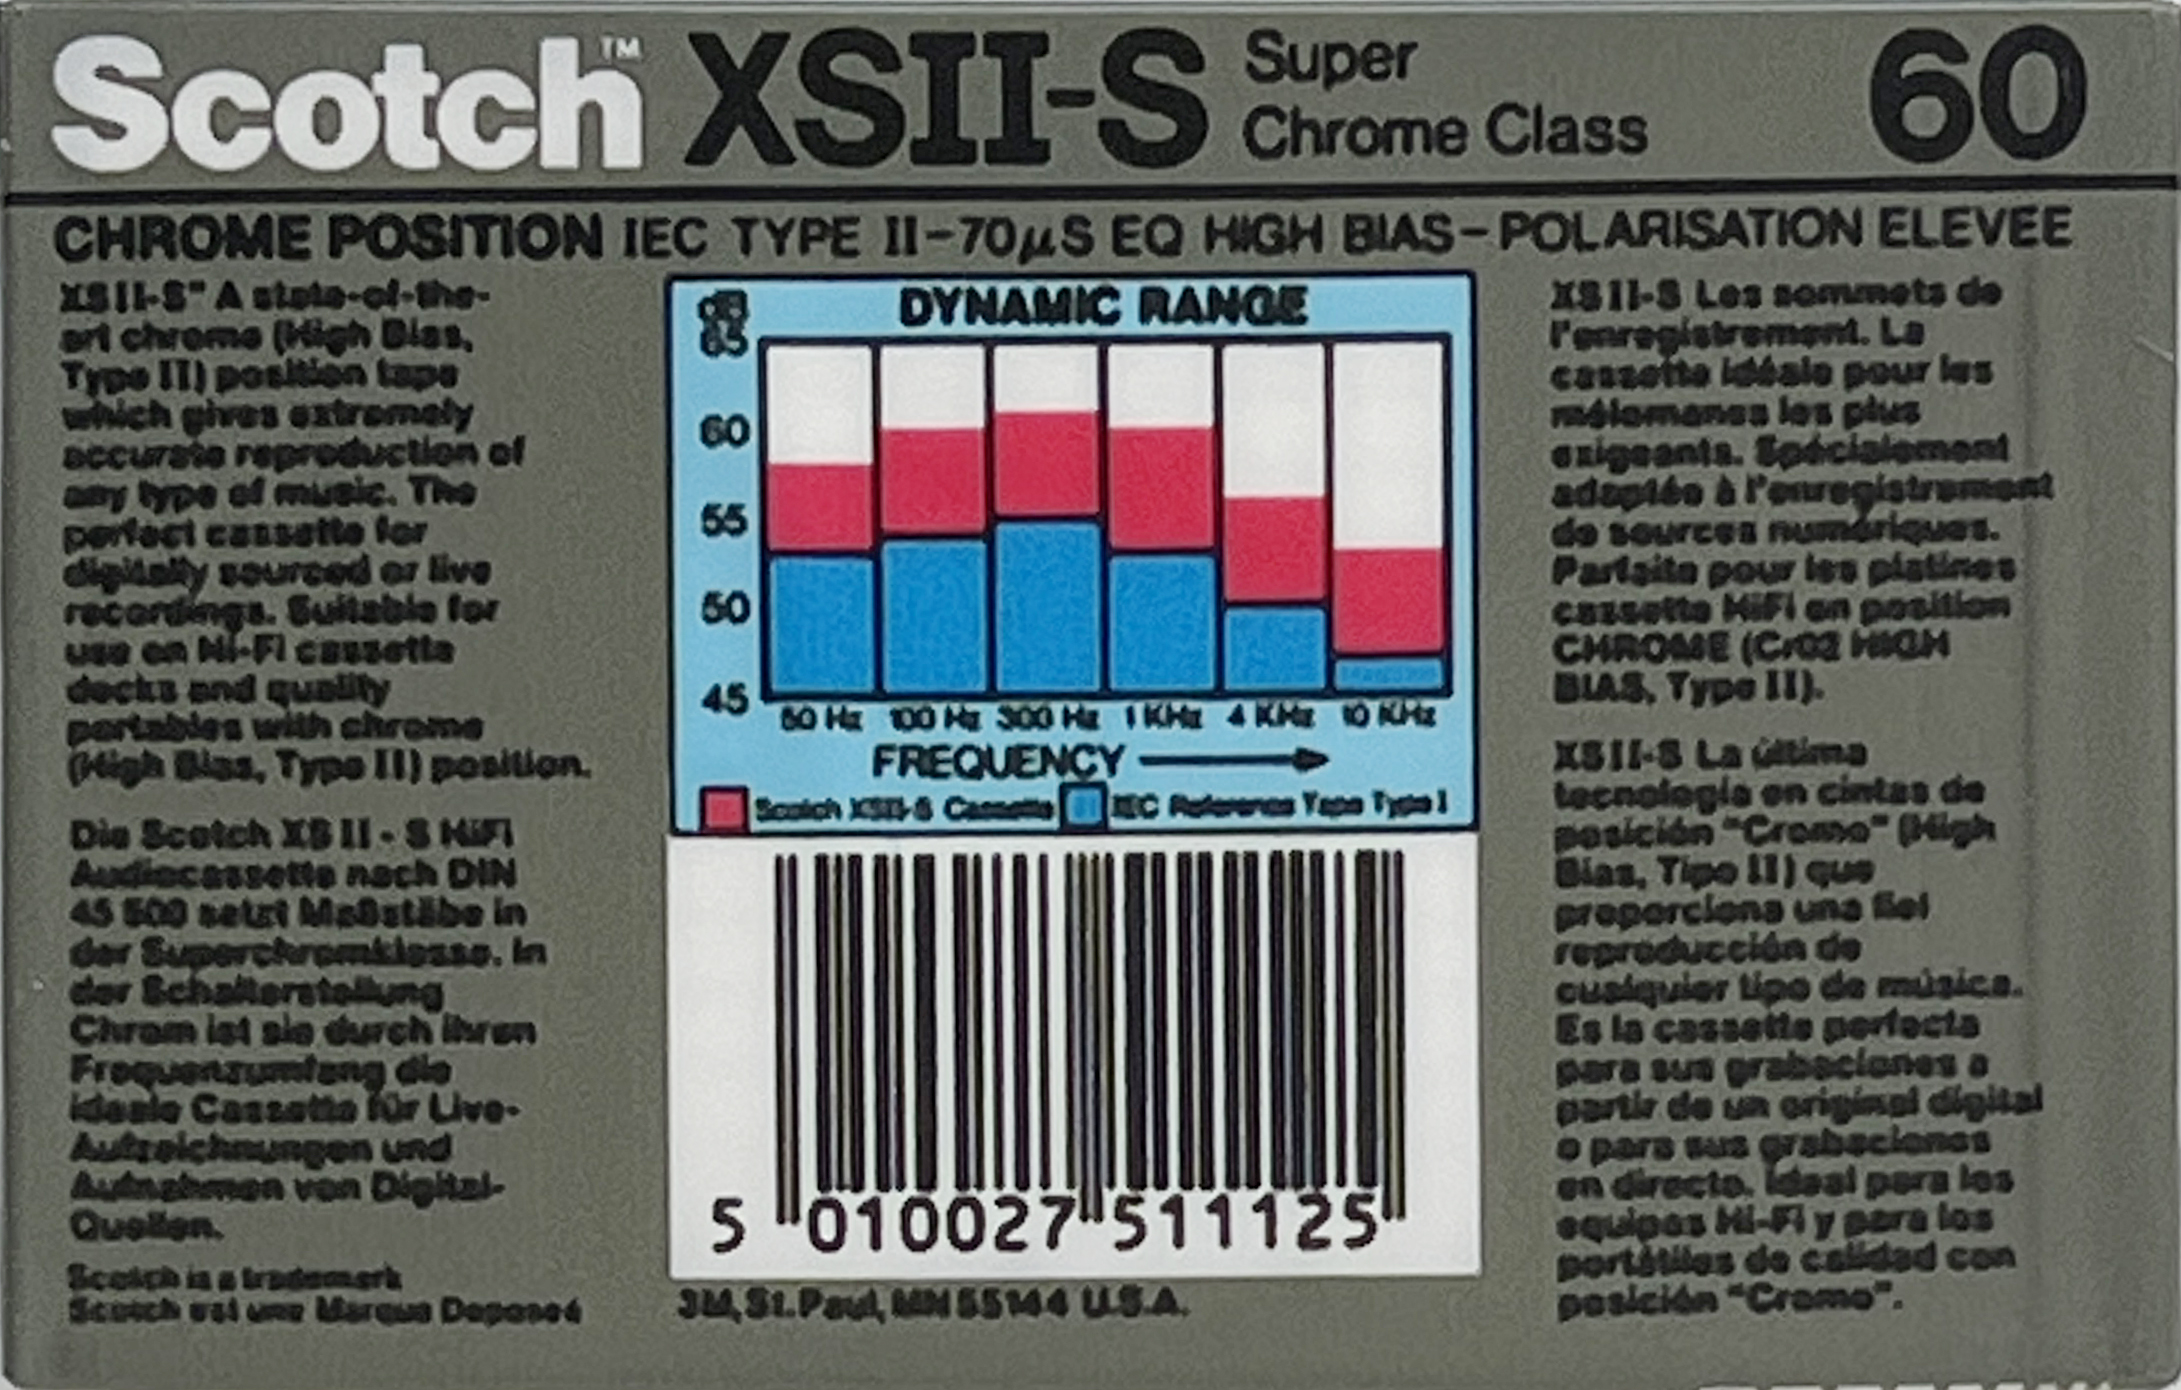 Scotch™ XSII-S Super
Chrome Class 60
CHROME POSITION IEC TYPE II-70µS EQ HIGH BIAS-POLARISATION ELEVEE
XSII-S" A state-of-the-
art chrome (High Bias,
Type II) position tape
which gives extremely
accurate reproduction of
any type of music. The
perfect cassette for
digitally sourced or live
recordings. Suitable for
use on Hi-Fi cassette
decks and quality
portables with chrome
(High Bias, Type II) position.
Die Scotch XS II - S HiFi
Audiocassette nach DIN
45 500 setzt Maßstäbe in
der Superchromklasse. In
der Schalterstellung
Chrom ist sie durch ihren
Frequenzumfang die
ideale Cassette für Live-
Aufzeichnungen und
Aufnahmen von Digital-
Quellen.
Scotch is a trademark
Scotch est une Marque Deposeé
dB DYNAMIC RANGE
65
60
55
50
45
50 Hz 100 Hz 300 Hz 1 KHz 4 KHz 10 KHz
FREQUENCY
Scotch XSII-S Cassette IEC Reference Tape Type I
5 010027 511125
3M, St. Paul, MN 55144 U.S.A.
XSII-S Les sommets de
l'enregistrement. La
cassette idéale pour les
mélomanes les plus
exigeants. Spécialement
adaptée à l'enregistrement
de sources numériques.
Parfaite pour les platines
cassette HiFi en position
CHROME (Cr02 HIGH
BIAS, Type II).
XSII-S La última
tecnología en cintas de
posición "Cromo" (High
Bias, Tipo II) que
proporciona una fiel
reproducción de
cualquier tipo de música.
Es la cassette perfecta
para sus grabaciones a
partir de un original digital
o para sus grabaciones
en directo. Ideal para los
equipos Hi-Fi y para los
portátiles de calidad con
posición "Cromo".